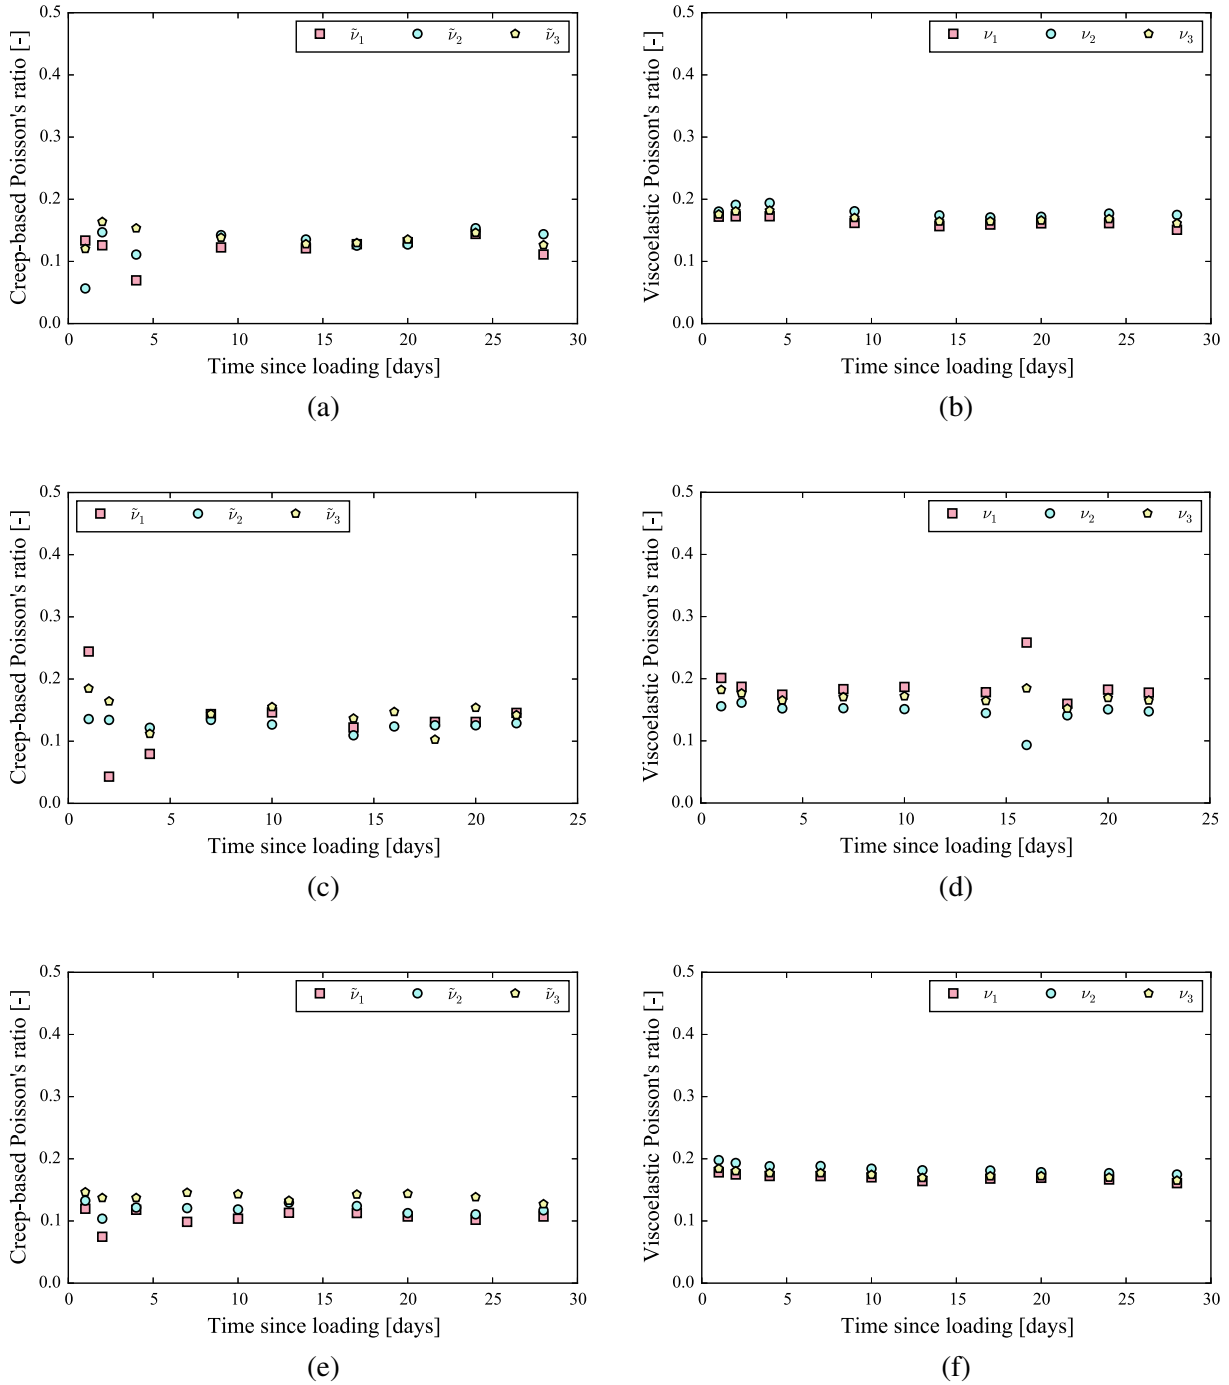 0.5
0.4
0.3
0.2
0.1
0.0
Creep-based Poisson's ratio [-]
ν̃₁ ν̃₂ ν̃₃
0 5 10 15 20 25 30
Time since loading [days]
(a)
0.5
0.4
0.3
0.2
0.1
0.0
Viscoelastic Poisson's ratio [-]
ν₁ ν₂ ν₃
0 5 10 15 20 25 30
Time since loading [days]
(b)
0.5
0.4
0.3
0.2
0.1
0.0
Creep-based Poisson's ratio [-]
ν̃₁ ν̃₂ ν̃₃
0 5 10 15 20 25
Time since loading [days]
(c)
0.5
0.4
0.3
0.2
0.1
0.0
Viscoelastic Poisson's ratio [-]
ν₁ ν₂ ν₃
0 5 10 15 20 25
Time since loading [days]
(d)
0.5
0.4
0.3
0.2
0.1
0.0
Creep-based Poisson's ratio [-]
ν̃₁ ν̃₂ ν̃₃
0 5 10 15 20 25 30
Time since loading [days]
(e)
0.5
0.4
0.3
0.2
0.1
0.0
Viscoelastic Poisson's ratio [-]
ν₁ ν₂ ν₃
0 5 10 15 20 25 30
Time since loading [days]
(f)